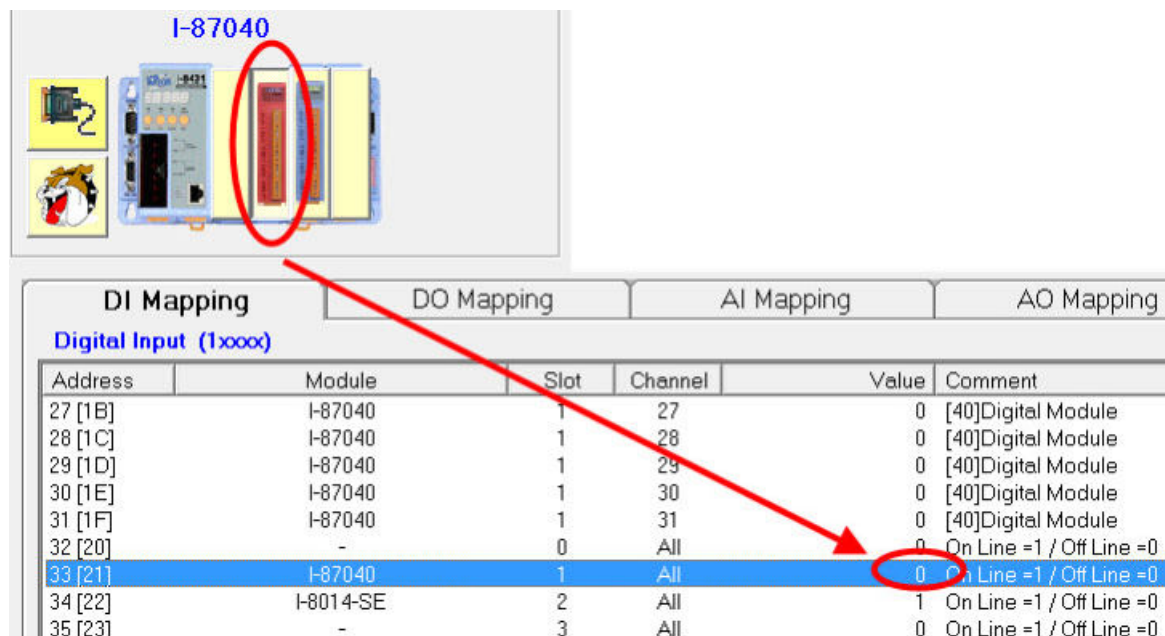 I-87040
I-8431
DI Mapping DO Mapping AI Mapping AO Mapping
Digital Input (1xxxx)
Address Module Slot Channel Value Comment
27 [1B] I-87040 1 27 0 [40]Digital Module
28 [1C] I-87040 1 28 0 [40]Digital Module
29 [1D] I-87040 1 29 0 [40]Digital Module
30 [1E] I-87040 1 30 0 [40]Digital Module
31 [1F] I-87040 1 31 0 [40]Digital Module
32 [20] - 0 All 0 On Line =1 / Off Line =0
33 [21] I-87040 1 All 0 On Line =1 / Off Line =0
34 [22] I-8014-SE 2 All 1 On Line =1 / Off Line =0
35 [23] - 3 All 0 On Line =1 / Off Line =0